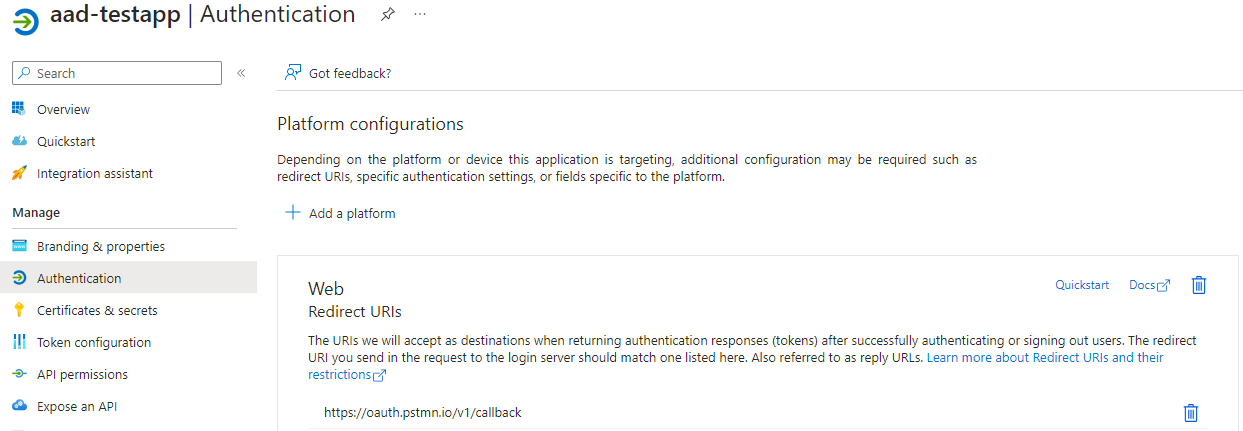 aad-testapp | Authentication
Search
Got feedback?
Overview
Quickstart
Integration assistant
Manage
Branding & properties
Authentication
Certificates & secrets
Token configuration
API permissions
Expose an API
Platform configurations
Depending on the platform or device this application is targeting, additional configuration may be required such as
redirect URIs, specific authentication settings, or fields specific to the platform.
Add a platform
Web
Quickstart
Docs
Redirect URIs
The URIs we will accept as destinations when returning authentication responses (tokens) after successfully authenticating or signing out users. The redirect
URI you send in the request to the login server should match one listed here. Also referred to as reply URLs. Learn more about Redirect URIs and their
restrictions
https://oauth.pstmn.io/v1/callback